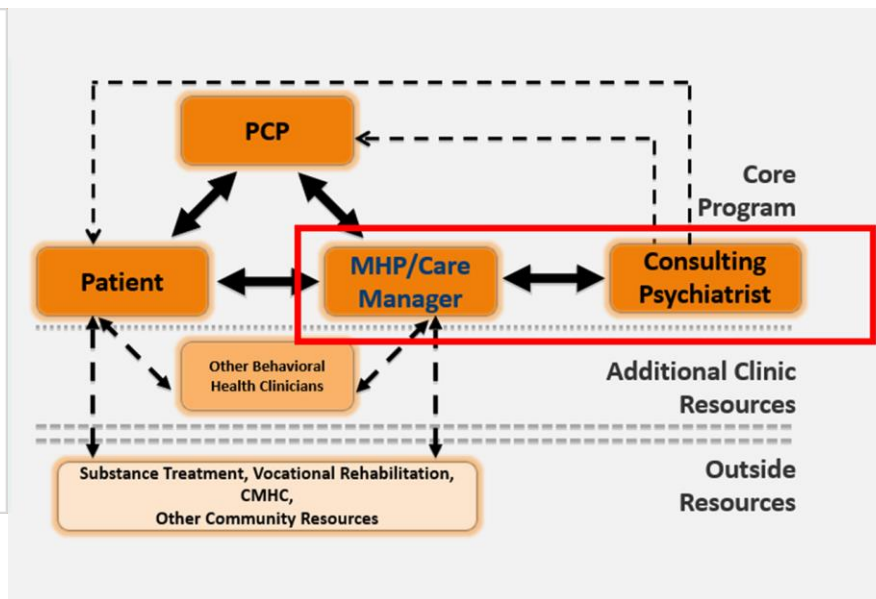 PCP
Core
Program
Patient
MHP/Care
Manager
Consulting
Psychiatrist
Other Behavioral
Health Clinicians
Additional Clinic
Resources
Substance Treatment, Vocational Rehabilitation,
CMHC,
Other Community Resources
Outside
Resources